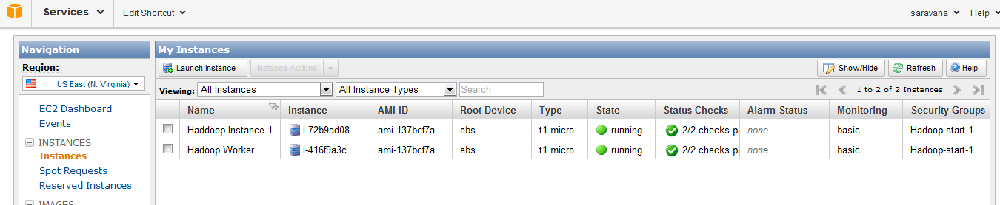 Services Edit Shortcut saravana Help
Navigation My Instances
Region: Launch Instance Instance Actions Show/Hide Refresh Help
US East (N. Virginia) Viewing: All Instances All Instance Types Search 1 to 2 of 2 Instances
EC2 Dashboard Name Instance AMI ID Root Device Type State Status Checks Alarm Status Monitoring Security Groups
Events Haddoop Instance 1 i-72b9ad08 ami-137bcf7a ebs t1.micro running 2/2 checks pa none basic Hadoop-start-1
INSTANCES Hadoop Worker i-416f9a3c ami-137bcf7a ebs t1.micro running 2/2 checks pa none basic Hadoop-start-1
Instances
Spot Requests
Reserved Instances
IMAGES